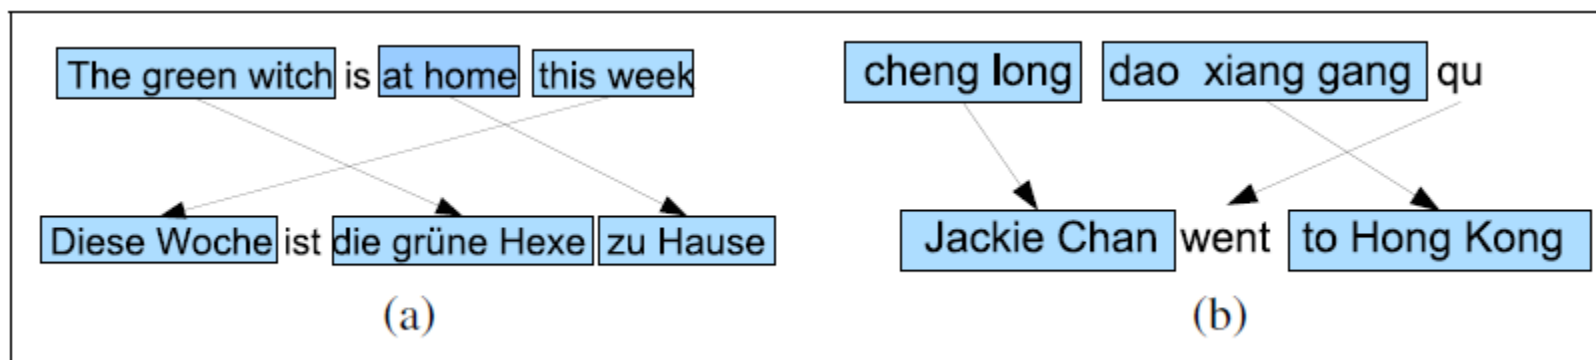 The green witch is at home this week
Diese Woche ist die grüne Hexe zu Hause
(a)
cheng long dao xiang gang qu
Jackie Chan went to Hong Kong
(b)